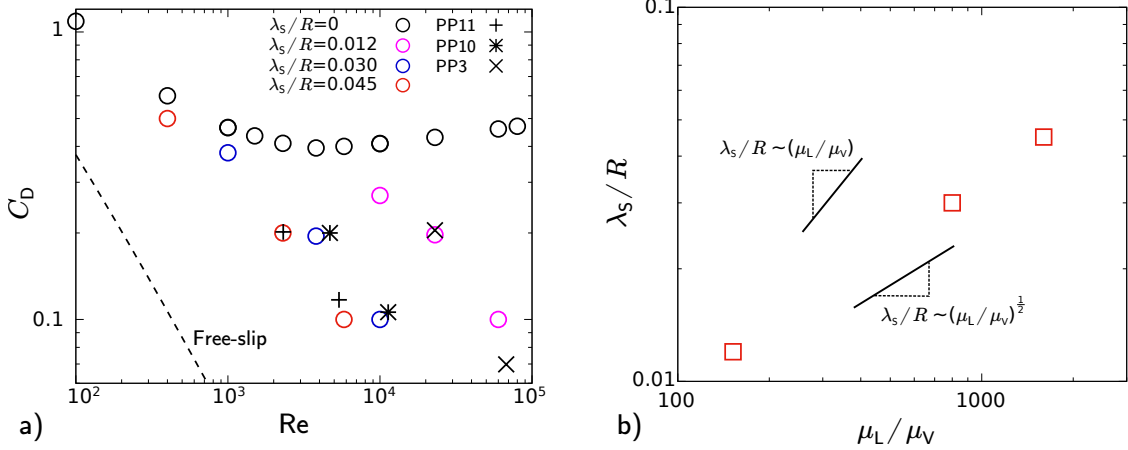 λS/R=0 PP11
λS/R=0.012 PP10
λS/R=0.030 PP3
λS/R=0.045
1
0.1
CD
Free-slip
10² 10³ 10⁴ 10⁵
Re
a)
0.1
0.01
λS/R
λS/R ~(μL/μV)
λS/R ~(μL/μV)^½
100 1000
μL/μV
b)